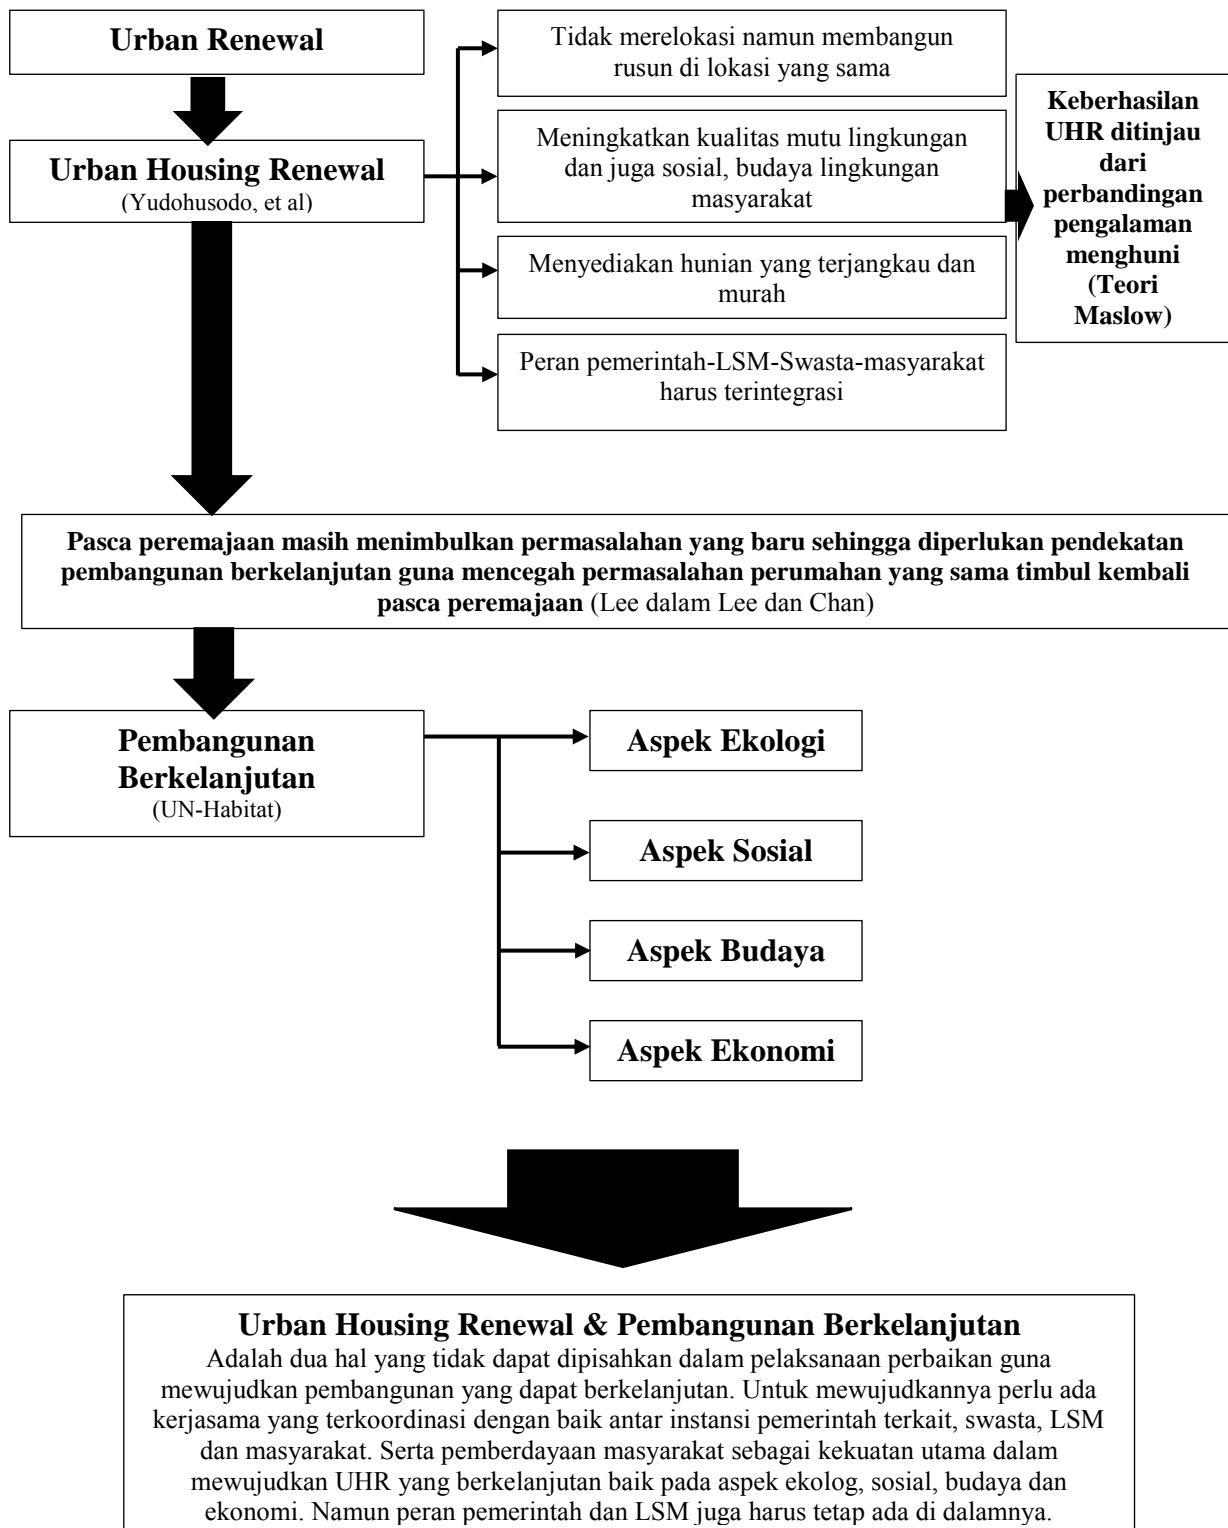 Urban Renewal
Urban Housing Renewal
(Yudohusodo, et al)
Tidak merelokasi namun membangun
rusun di lokasi yang sama
Meningkatkan kualitas mutu lingkungan
dan juga sosial, budaya lingkungan
masyarakat
Menyediakan hunian yang terjangkau dan
murah
Peran pemerintah-LSM-Swasta-masyarakat
harus terintegrasi
Keberhasilan
UHR ditinjau
dari
perbandingan
pengalaman
menghuni
(Teori
Maslow)
Pasca peremajaan masih menimbulkan permasalahan yang baru sehingga diperlukan pendekatan
pembangunan berkelanjutan guna mencegah permasalahan perumahan yang sama timbul kembali
pasca peremajaan (Lee dalam Lee dan Chan)
Pembangunan
Berkelanjutan
(UN-Habitat)
Aspek Ekologi
Aspek Sosial
Aspek Budaya
Aspek Ekonomi
Urban Housing Renewal & Pembangunan Berkelanjutan
Adalah dua hal yang tidak dapat dipisahkan dalam pelaksanaan perbaikan guna
mewujudkan pembangunan yang dapat berkelanjutan. Untuk mewujudkannya perlu ada
kerjasama yang terkoordinasi dengan baik antar instansi pemerintah terkait, swasta, LSM
dan masyarakat. Serta pemberdayaan masyarakat sebagai kekuatan utama dalam
mewujudkan UHR yang berkelanjutan baik pada aspek ekolog, sosial, budaya dan
ekonomi. Namun peran pemerintah dan LSM juga harus tetap ada di dalamnya.